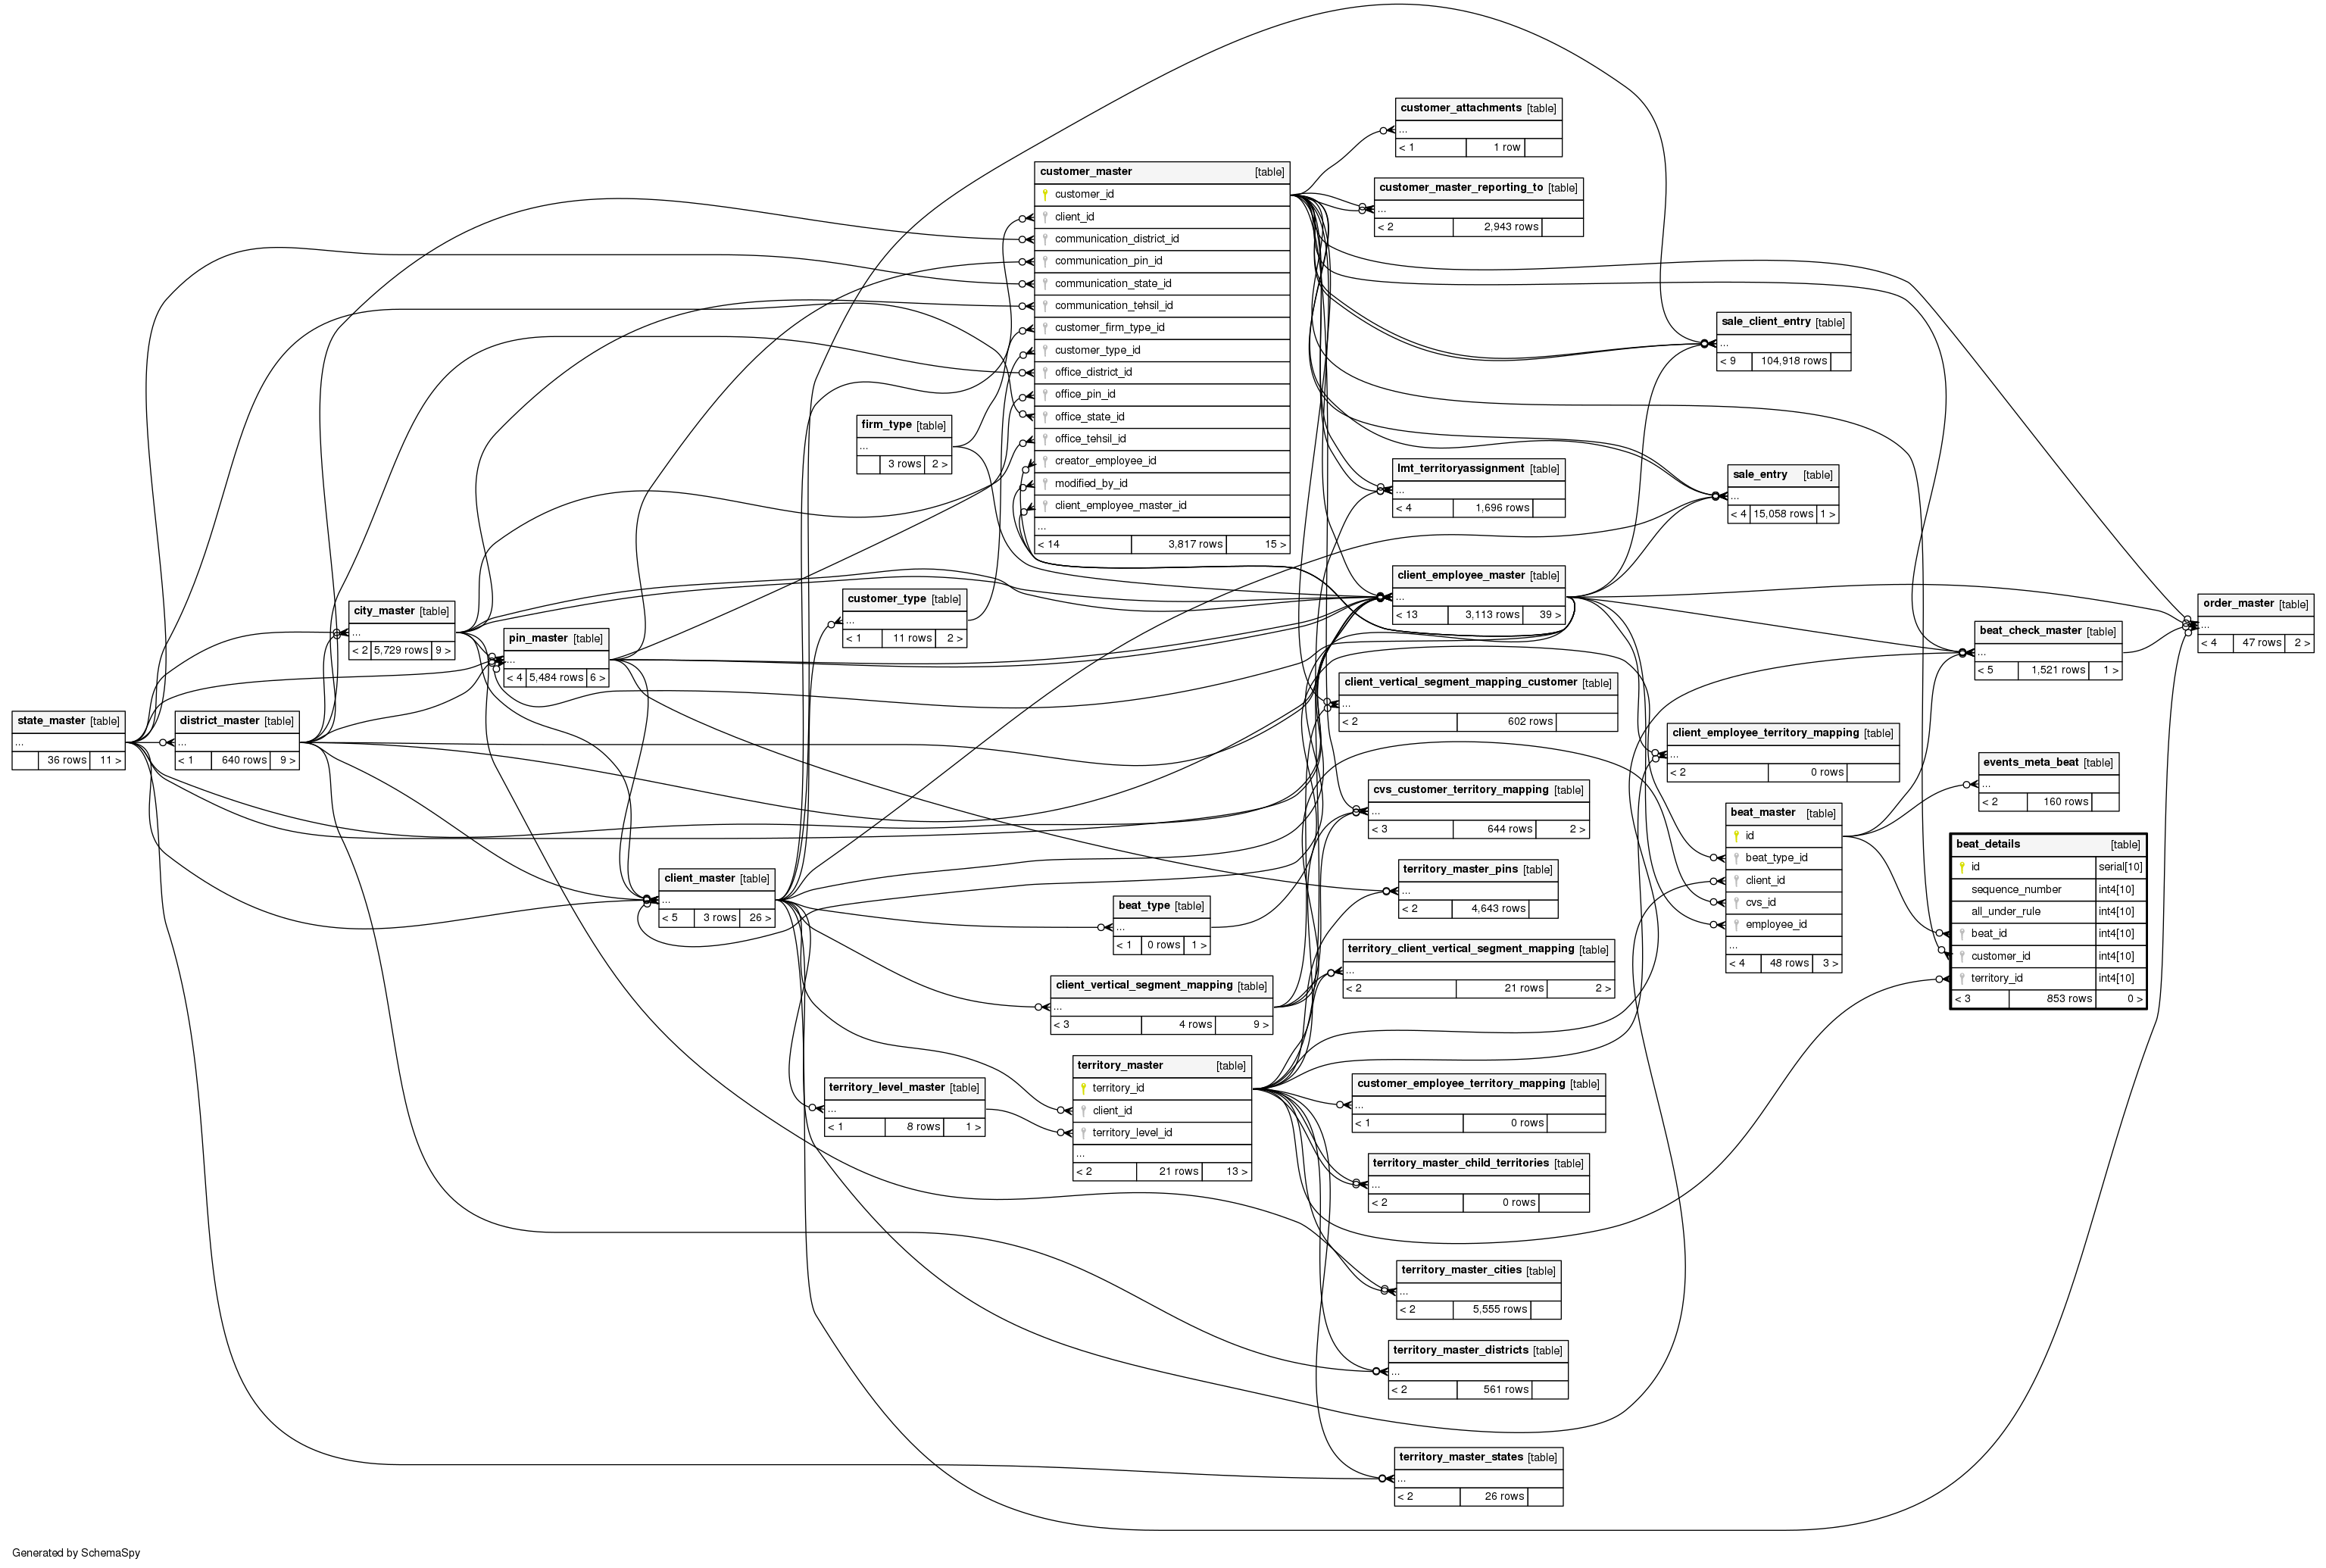 customer_attachments [table]
...
< 1 1 row
customer_master [table]
customer_id
client_id
communication_district_id
communication_pin_id
communication_state_id
communication_tehsil_id
customer_firm_type_id
customer_type_id
office_district_id
office_pin_id
office_state_id
office_tehsil_id
creator_employee_id
modified_by_id
client_employee_master_id
...
< 14 3,817 rows 15 >
customer_master_reporting_to [table]
...
< 2 2,943 rows
sale_client_entry [table]
...
< 9 104,918 rows
firm_type [table]
...
3 rows 2 >
lmt_territoryassignment [table]
...
< 4 1,696 rows
sale_entry [table]
...
< 4 15,058 rows 1 >
client_employee_master [table]
...
< 13 3,113 rows 39 >
customer_type [table]
...
< 1 11 rows 2 >
order_master [table]
...
< 4 47 rows 2 >
city_master [table]
...
< 2 5,729 rows 9 >
pin_master [table]
...
< 4 5,484 rows 6 >
beat_check_master [table]
...
< 5 1,521 rows 1 >
client_vertical_segment_mapping_customer [table]
...
< 2 602 rows
state_master [table]
...
36 rows 11 >
district_master [table]
...
< 1 640 rows 9 >
client_employee_territory_mapping [table]
...
< 2 0 rows
events_meta_beat [table]
...
< 2 160 rows
cvs_customer_territory_mapping [table]
...
< 3 644 rows 2 >
beat_master [table]
id
beat_type_id
client_id
cvs_id
employee_id
...
< 4 48 rows 3 >
beat_details [table]
id serial[10]
sequence_number int4[10]
all_under_rule int4[10]
beat_id int4[10]
customer_id int4[10]
territory_id int4[10]
< 3 853 rows 0 >
client_master [table]
...
< 5 3 rows 26 >
territory_master_pins [table]
...
< 2 4,643 rows
beat_type [table]
...
< 1 0 rows 1 >
territory_client_vertical_segment_mapping [table]
...
< 2 21 rows 2 >
client_vertical_segment_mapping [table]
...
< 3 4 rows 9 >
territory_master [table]
territory_id
client_id
territory_level_id
...
< 2 21 rows 13 >
territory_level_master [table]
...
< 1 8 rows 1 >
customer_employee_territory_mapping [table]
...
< 1 0 rows
territory_master_child_territories [table]
...
< 2 0 rows
territory_master_cities [table]
...
< 2 5,555 rows
territory_master_districts [table]
...
< 2 561 rows
territory_master_states [table]
...
< 2 26 rows
Generated by SchemaSpy